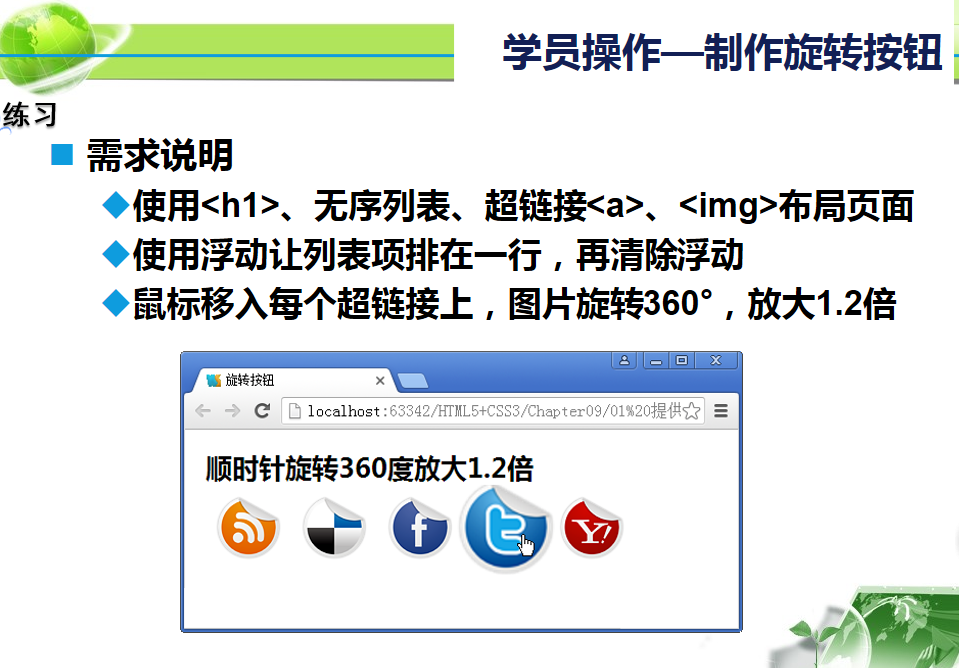 学员操作—制作旋转按钮
练习
需求说明
使用<h1>、无序列表、超链接<a>、<img>布局页面
使用浮动让列表项排在一行，再清除浮动
鼠标移入每个超链接上，图片旋转360°，放大1.2倍
旋转按钮
localhost:63342/HTML5+CSS3/Chapter09/01%20提供
顺时针旋转360度放大1.2倍
f
t
Y!